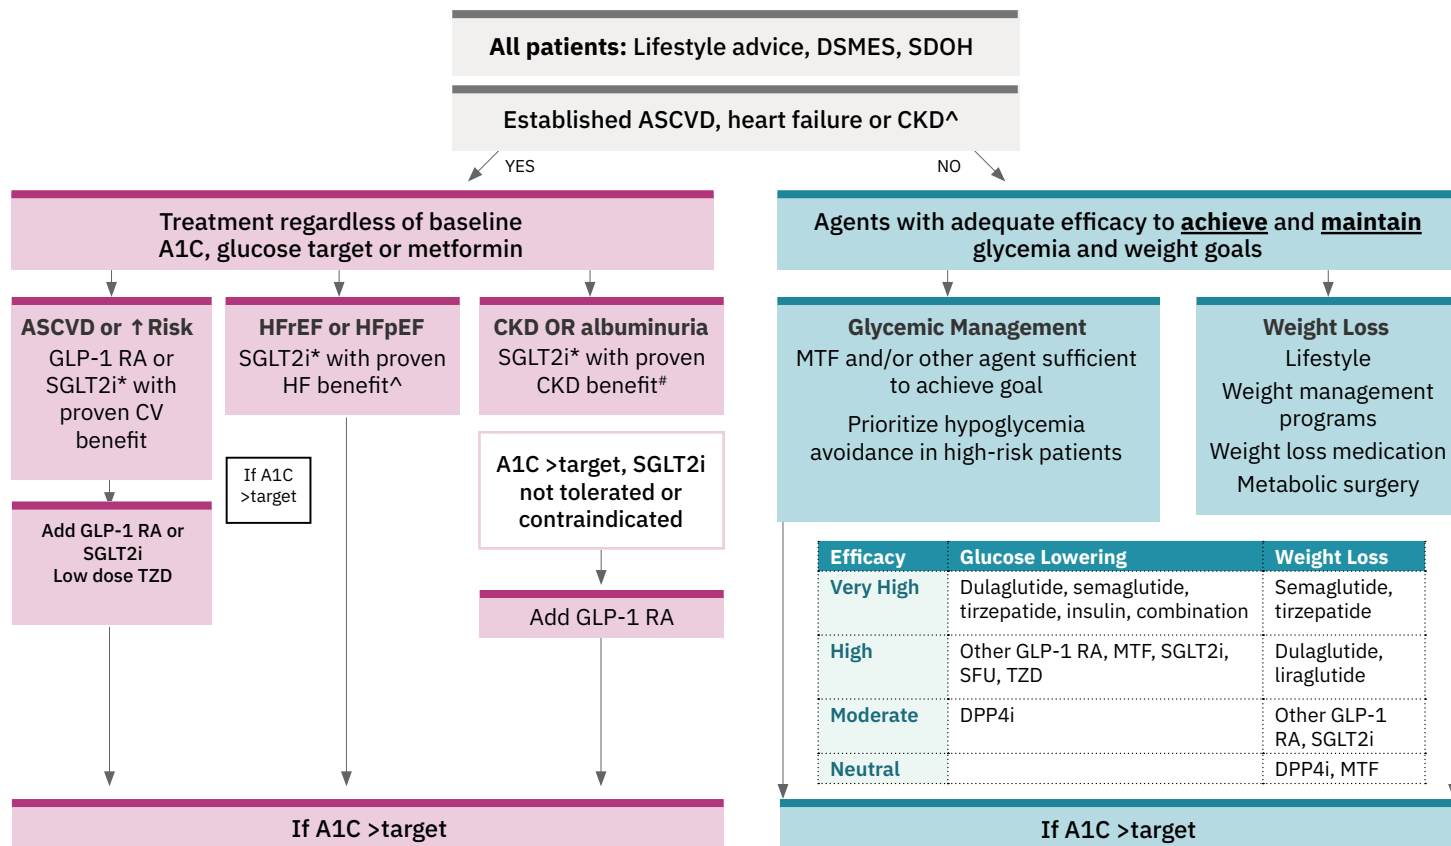 All patients: Lifestyle advice, DSMES, SDOH
Established ASCVD, heart failure or CKD^
YES
NO
Treatment regardless of baseline
A1C, glucose target or metformin
Agents with adequate efficacy to achieve and maintain
glycemia and weight goals
ASCVD or ↑ Risk
GLP-1 RA or
SGLT2i* with
proven CV
benefit
HFrEF or HFpEF
SGLT2i* with proven
HF benefit^
CKD OR albuminuria
SGLT2i* with proven
CKD benefit#
Glycemic Management
MTF and/or other agent sufficient
to achieve goal
Prioritize hypoglycemia
avoidance in high-risk patients
Weight Loss
Lifestyle
Weight management
programs
Weight loss medication
Metabolic surgery
If A1C
>target
A1C >target, SGLT2i
not tolerated or
contraindicated
Add GLP-1 RA or
SGLT2i
Low dose TZD
Add GLP-1 RA
Efficacy Glucose Lowering Weight Loss
Very High Dulaglutide, semaglutide, Semaglutide,
tirzepatide, insulin, combination tirzepatide
High Other GLP-1 RA, MTF, SGLT2i, Dulaglutide,
SFU, TZD liraglutide
Moderate DPP4i Other GLP-1
RA, SGLT2i
Neutral DPP4i, MTF
If A1C >target
If A1C >target